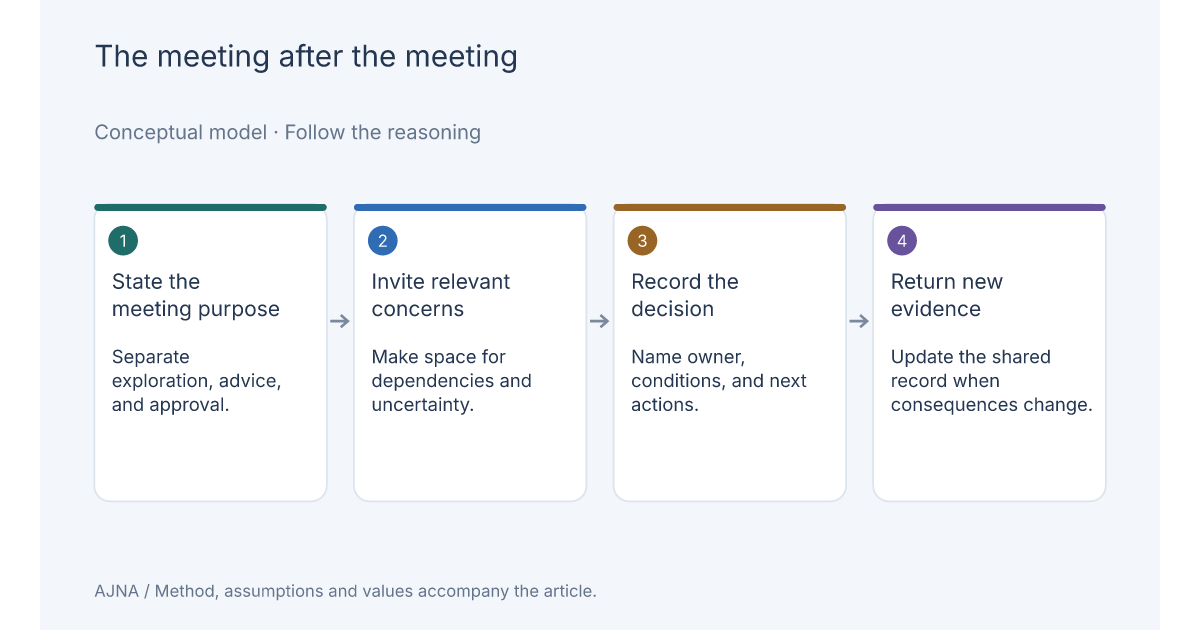 The meeting after the meeting
Conceptual model · Follow the reasoning
1
State the
meeting purpose
Separate
exploration, advice,
and approval.
2
Invite relevant
concerns
Make space for
dependencies and
uncertainty.
3
Record the
decision
Name owner,
conditions, and next
actions.
4
Return new
evidence
Update the shared
record when
consequences change.
AJNA / Method, assumptions and values accompany the article.